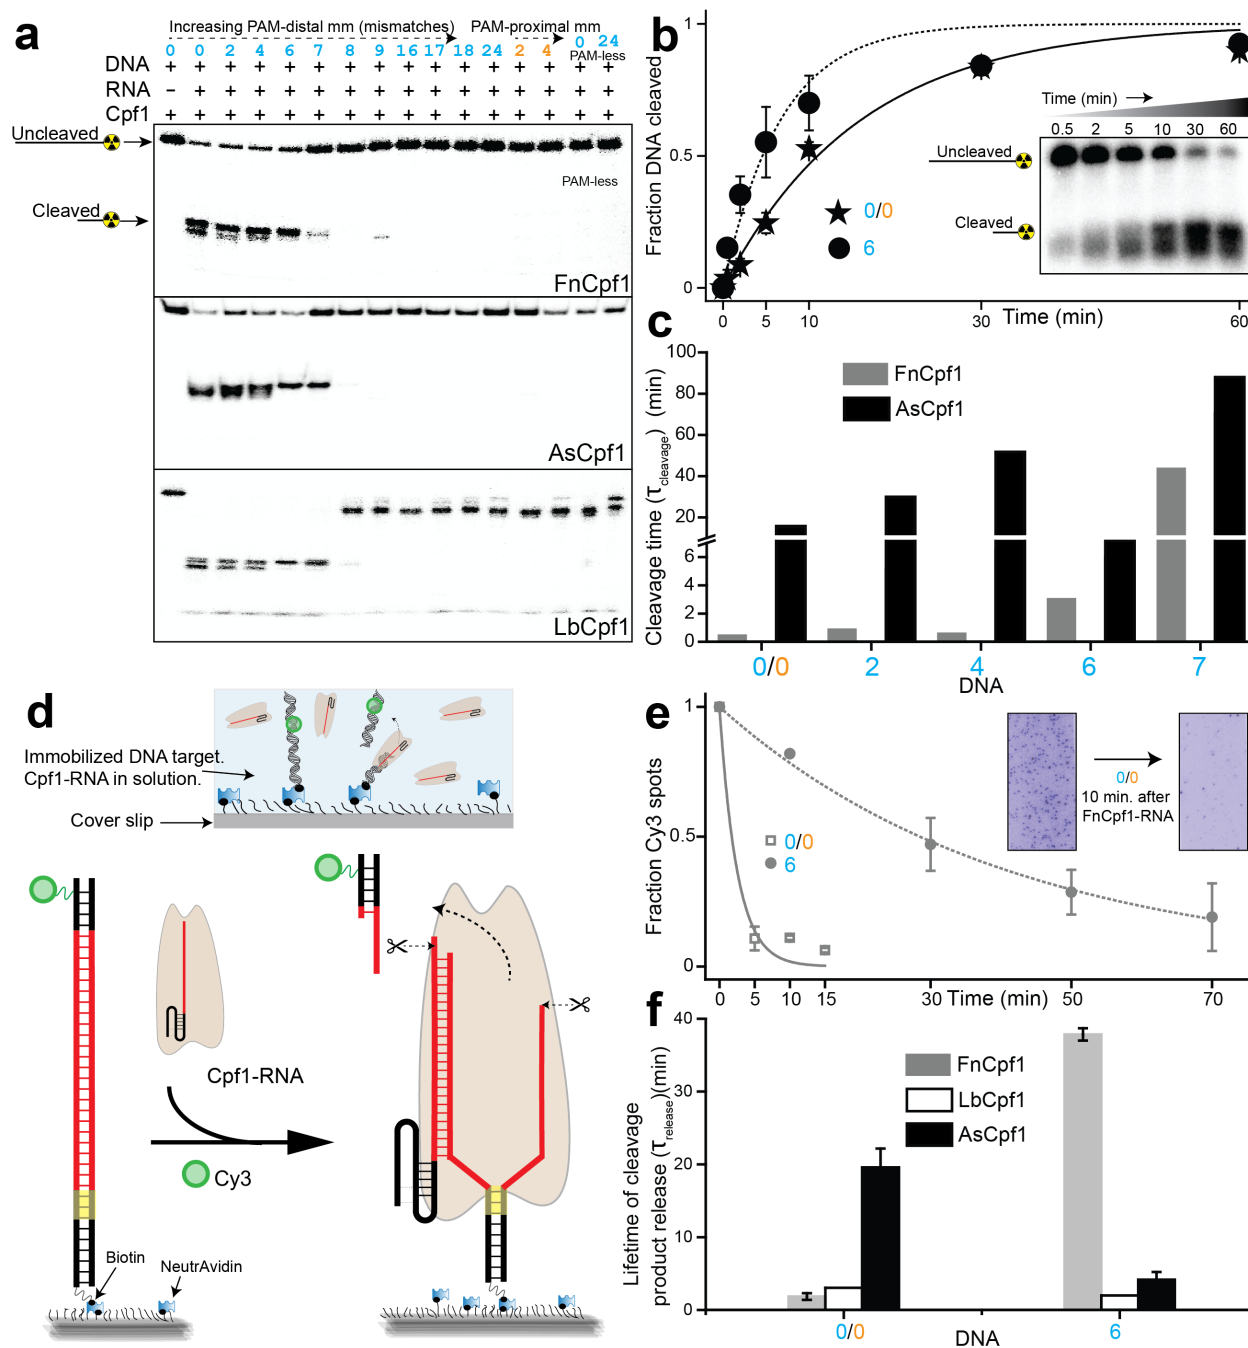 a
Increasing PAM-distal mm (mismatches)
PAM-proximal mm
0 0 2 4 6 7 8 9 16 17 18 24 2 4 0 24
PAM-less
DNA + + + + + + + + + + + + + + + +
RNA − + + + + + + + + + + + + + + +
Cpf1 + + + + + + + + + + + + + + + +
Uncleaved
PAM-less
Cleaved
FnCpf1
AsCpf1
LbCpf1
b
Fraction DNA cleaved
1
0.5
0
0/0
6
Time (min)
0.5 2 5 10 30 60
Uncleaved
Cleaved
0 5 10 30 Time (min) 60
c
Cleavage time (τcleavage) (min)
100
80
60
40
20
6
4
2
0
FnCpf1
AsCpf1
0/0 2 4 6 7
DNA
d
Immobilized DNA target.
Cpf1-RNA in solution.
Cover slip
Cpf1-RNA
Cy3
Biotin
NeutrAvidin
e
Fraction Cy3 spots
1
0.5
0
0/0
6
0/0
10 min. after
FnCpf1-RNA
0 5 10 15 30 Time (min) 50 70
f
Lifetime of cleavage
product release (τrelease)(min)
40
30
20
10
0
FnCpf1
LbCpf1
AsCpf1
0/0 DNA 6